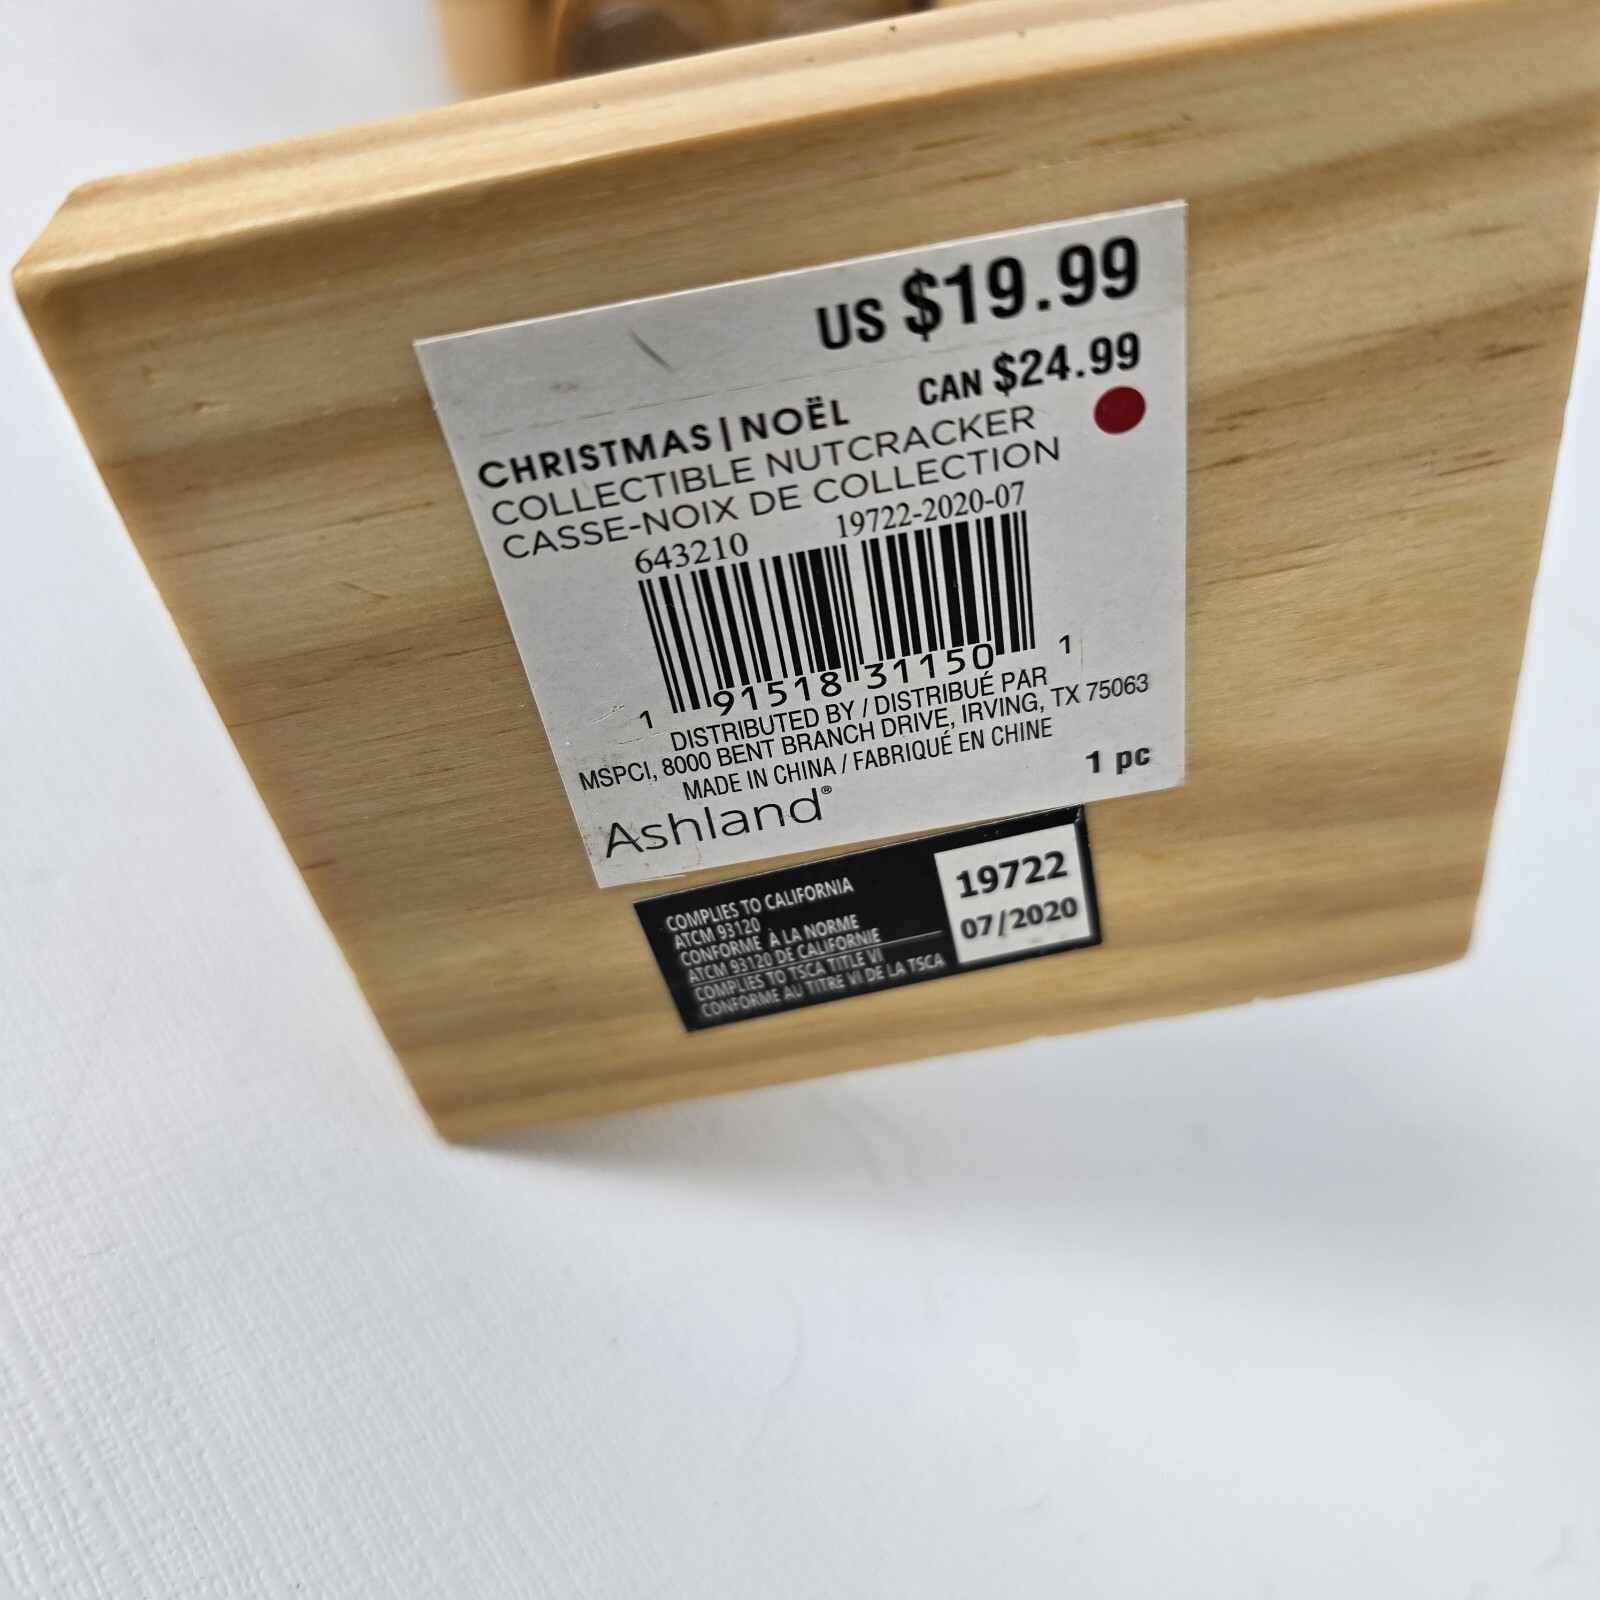 US $19.99
CAN $24.99
CHRISTMAS | NOËL
COLLECTIBLE NUTCRACKER
CASSE-NOIX DE COLLECTION
643210 19722-2020-07
1 91518 31150 1
DISTRIBUTED BY / DISTRIBUÉ PAR
MSPCI, 8000 BENT BRANCH DRIVE, IRVING, TX 75063
MADE IN CHINA / FABRIQUÉ EN CHINE
1 pc
Ashland®
COMPLIES TO CALIFORNIA
ATCM 93120
CONFORME À LA NORME
ATCM 93120 DE CALIFORNIE
COMPLIES TO TSCA TITLE VI
CONFORME AU TITRE VI DE LA TSCA
19722
07/2020